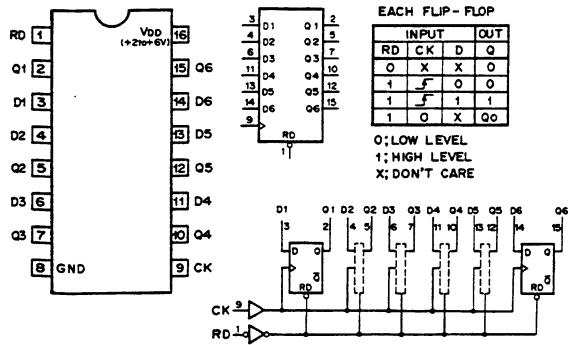 RD 1
Q1 2
D1 3
D2 4
Q2 5
D3 6
Q3 7
8 GND
VDD 16
(+2to+6V)
15 Q6
14 D6
13 D5
12 Q5
11 D4
10 Q4
9 CK
3 D1 Q1 2
4 D2 Q2 5
6 D3 Q3 7
11 D4 Q4 10
13 D5 Q5 12
14 D6 Q6 15
9
RD
1
EACH FLIP-FLOP
INPUT OUT
RD CK D Q
0 X X 0
1 0 0
1 1 1
1 0 X Qo
0; LOW LEVEL
1; HIGH LEVEL
X; DON'T CARE
D1 Q1 D2 Q2 D3 Q3 D4 Q4 D5 Q5 D6 Q6
3 2 4 5 6 7 11 10 13 12 14 15
D Q D Q
Q Q
RD RD
CK 9
RD 1